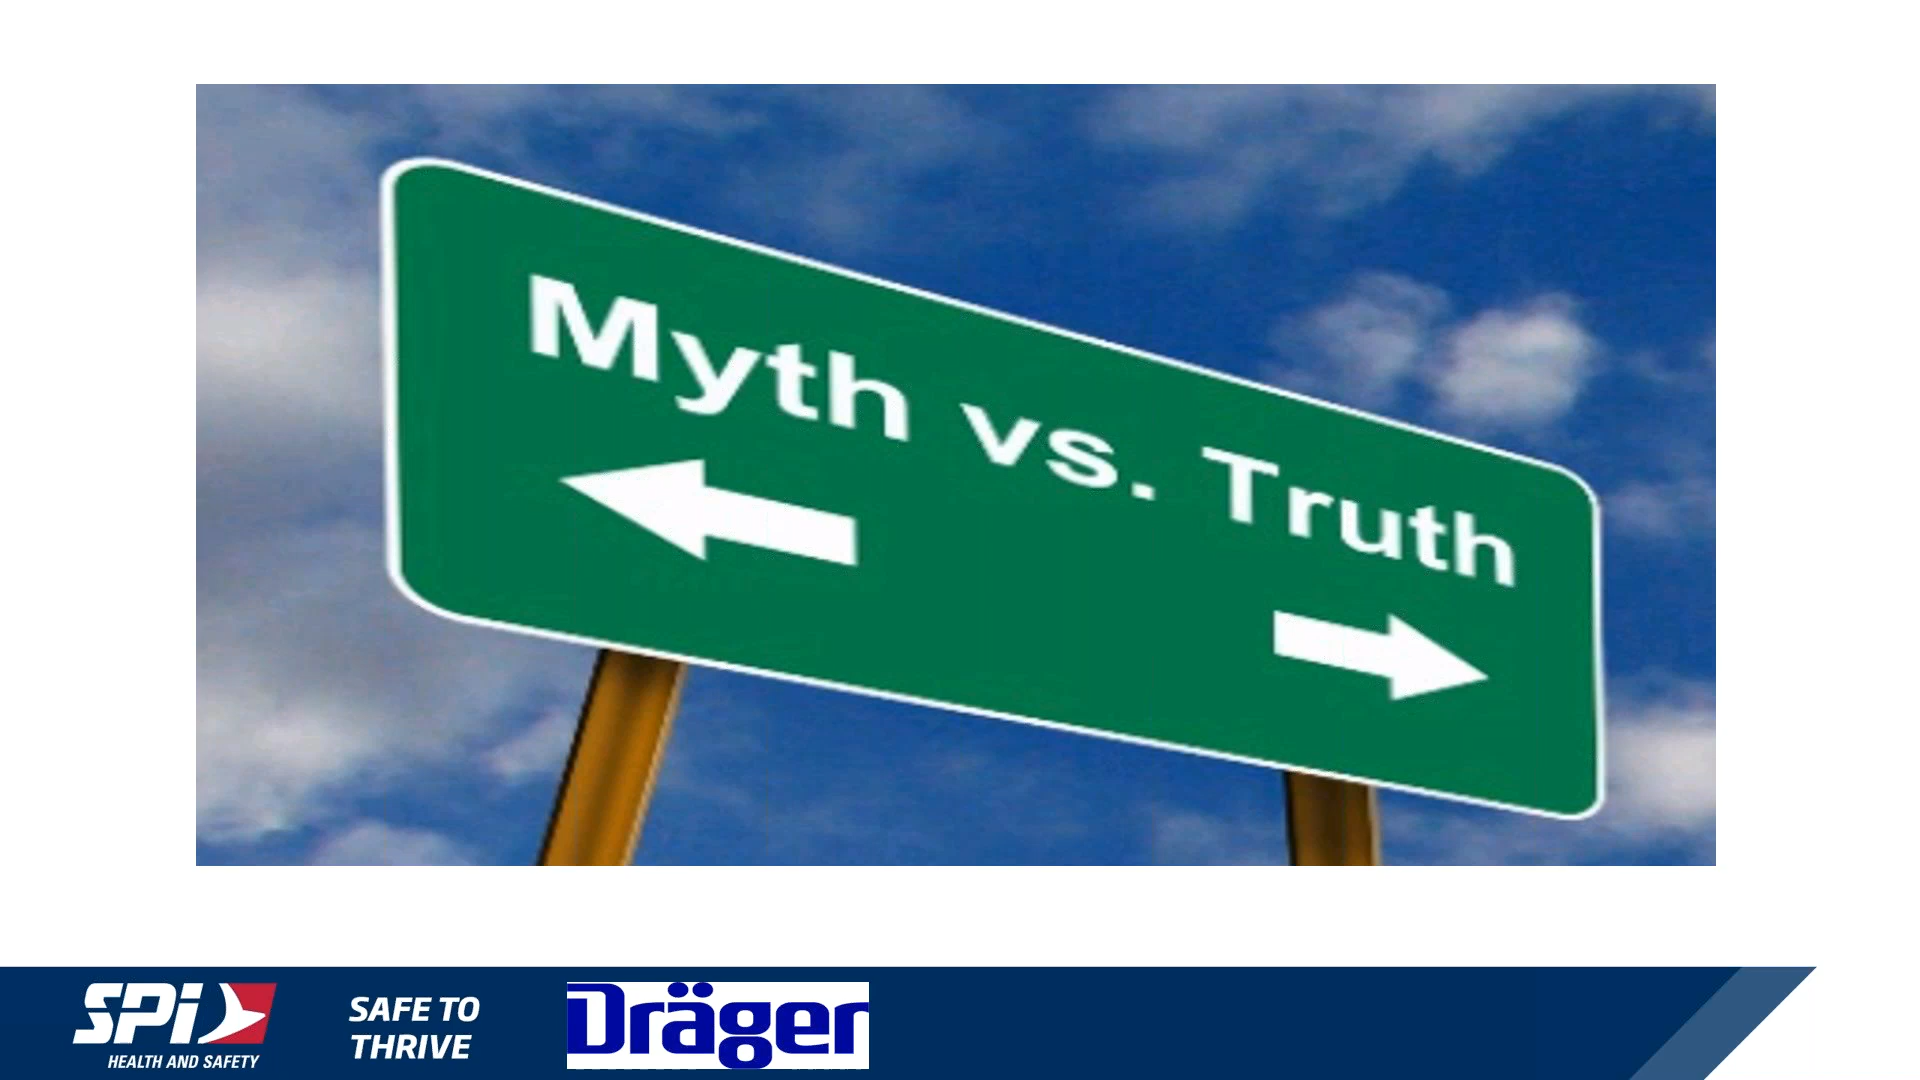 Myth vs. Truth
SPi
HEALTH AND SAFETY
SAFE TO
THRIVE
Dräger